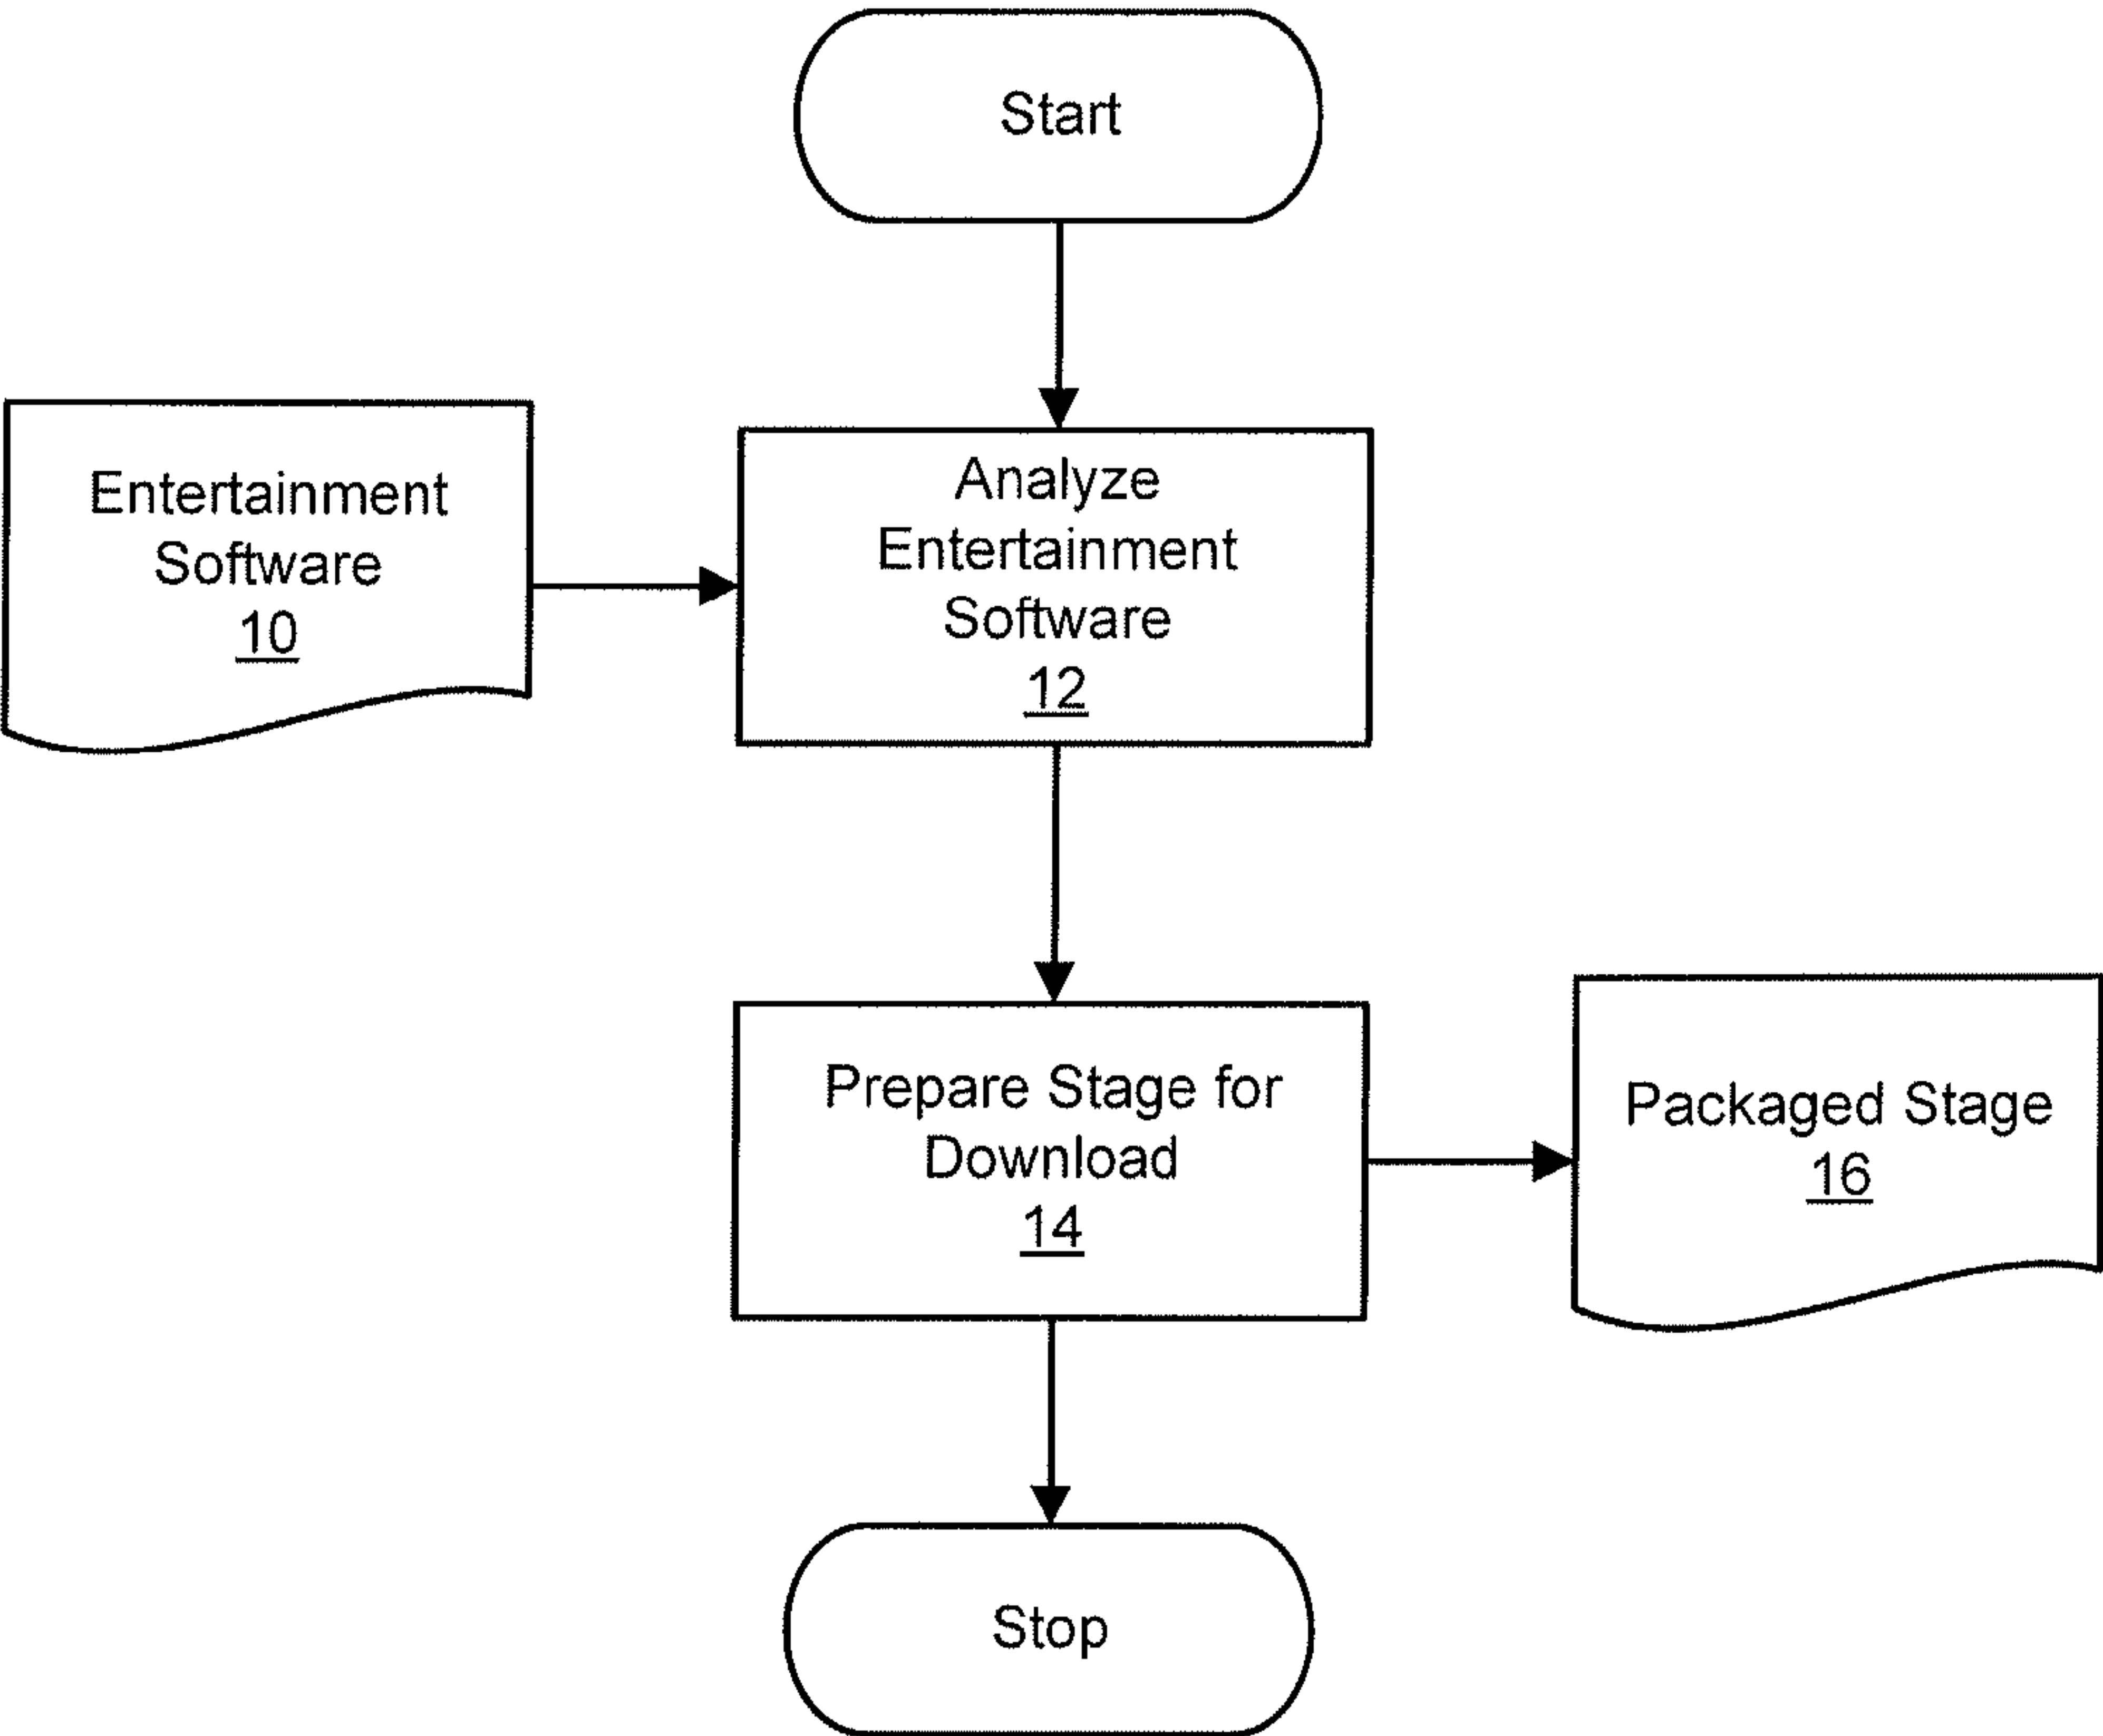 Start
Entertainment
Software
10
Analyze
Entertainment
Software
12
Prepare Stage for
Download
14
Packaged Stage
16
Stop